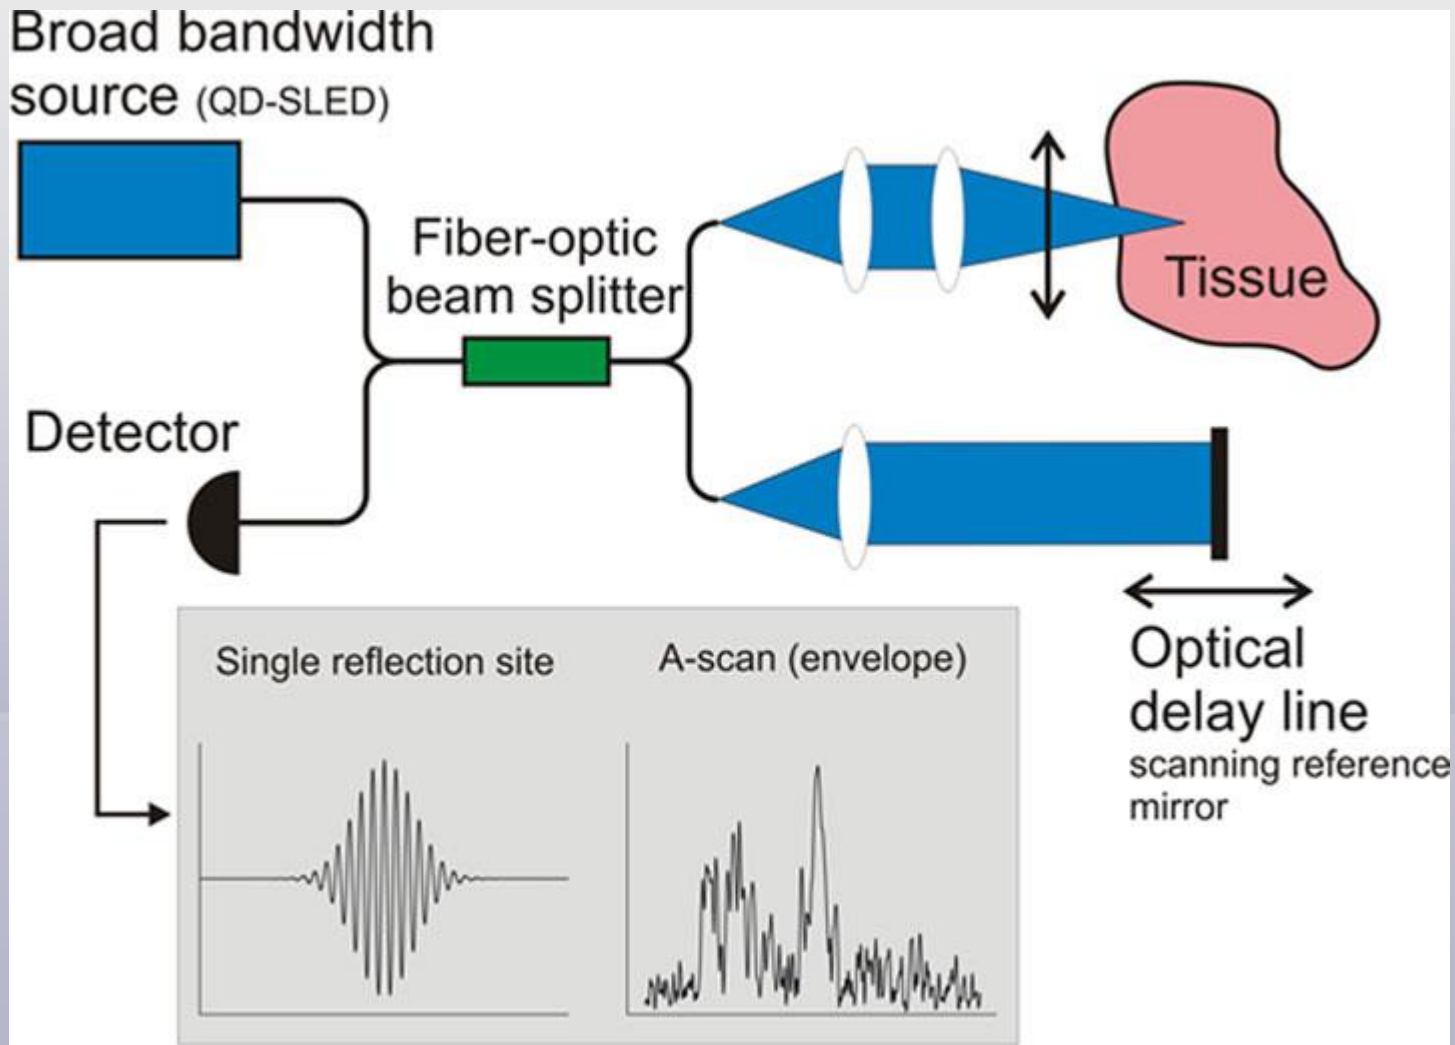 Broad bandwidth
source (QD-SLED)
Fiber-optic
beam splitter
Tissue
Detector
Optical
delay line
scanning reference
mirror
Single reflection site
A-scan (envelope)